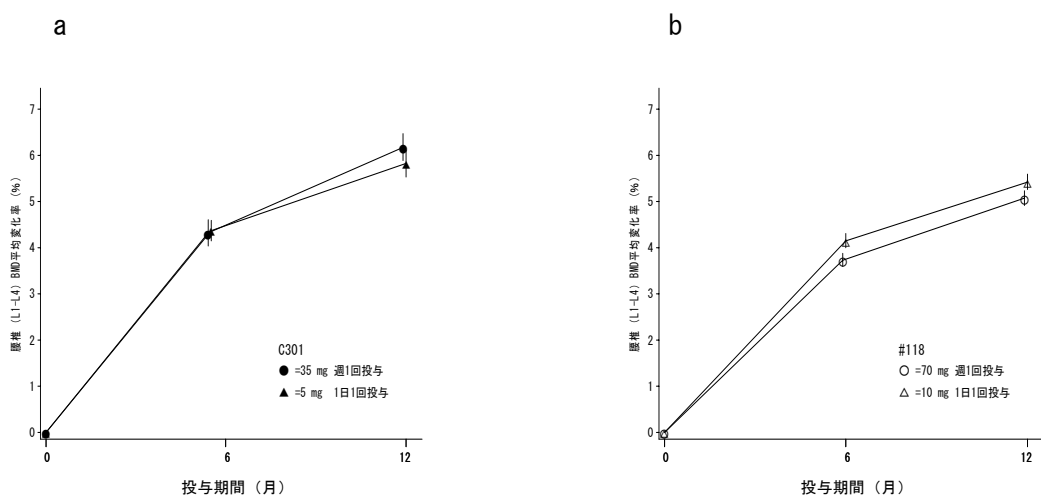 a
7
6
5
4
3
2
1
0
腰椎 (L1-L4) BMD平均変化率 (%)
C301
●=35 mg 週1回投与
▲=5 mg 1日1回投与
0
6
12
投与期間 (月)
b
7
6
5
4
3
2
1
0
腰椎 (L1-L4) BMD平均変化率 (%)
#118
○=70 mg 週1回投与
△=10 mg 1日1回投与
0
6
12
投与期間 (月)